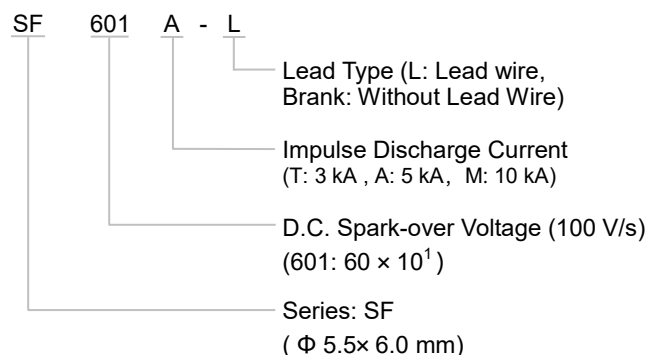 SF 601 A - L
Lead Type (L: Lead wire,
Brank: Without Lead Wire)
Impulse Discharge Current
(T: 3 kA , A: 5 kA, M: 10 kA)
D.C. Spark-over Voltage (100 V/s)
(601: 60 × 10¹ )
Series: SF
( Φ 5.5× 6.0 mm)